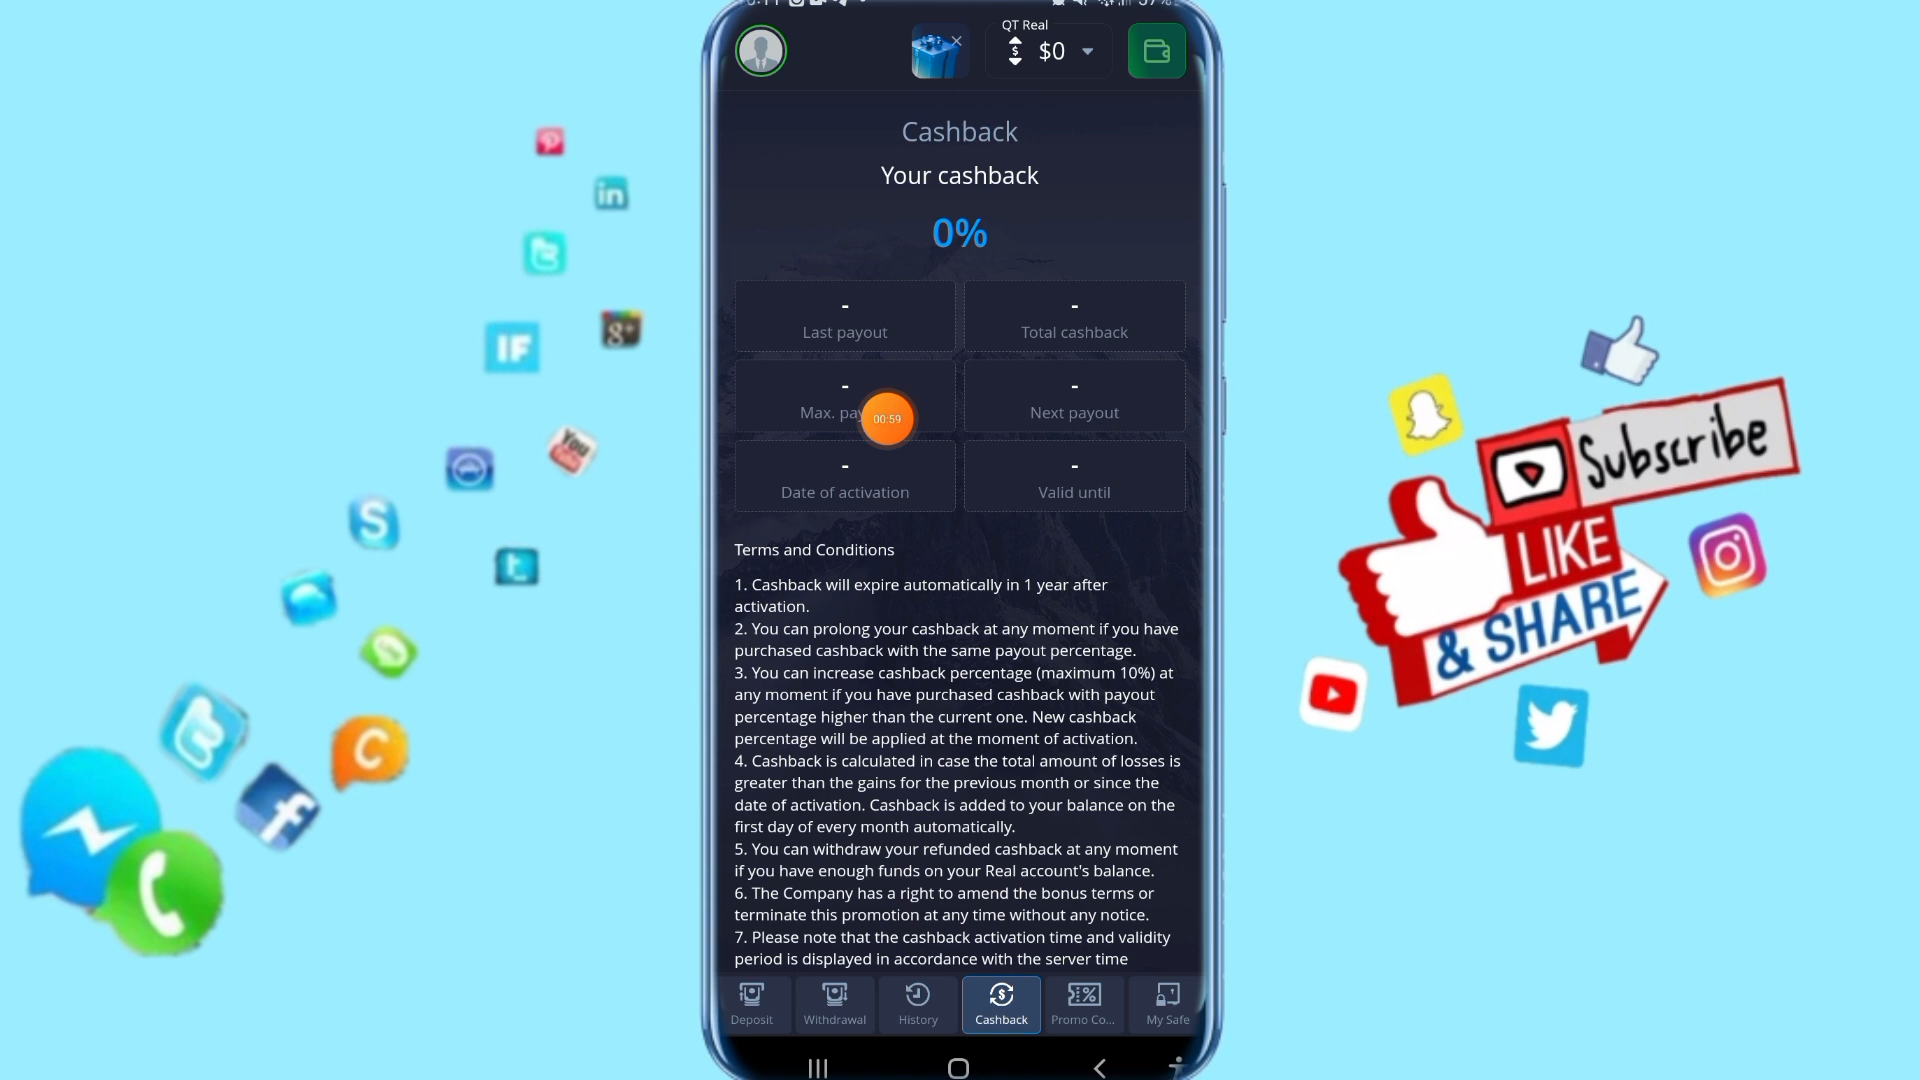 QT Real
$0
Cashback
Your cashback
0%
-
Last payout
-
Total cashback
-
Max. pay
00:59
-
Next payout
-
Date of activation
-
Valid until
Terms and Conditions
1. Cashback will expire automatically in 1 year after
activation.
2. You can prolong your cashback at any moment if you have
purchased cashback with the same payout percentage.
3. You can increase cashback percentage (maximum 10%) at
any moment if you have purchased cashback with payout
percentage higher than the current one. New cashback
percentage will be applied at the moment of activation.
4. Cashback is calculated in case the total amount of losses is
greater than the gains for the previous month or since the
date of activation. Cashback is added to your balance on the
first day of every month automatically.
5. You can withdraw your refunded cashback at any moment
if you have enough funds on your Real account's balance.
6. The Company has a right to amend the bonus terms or
terminate this promotion at any time without any notice.
7. Please note that the cashback activation time and validity
period is displayed in accordance with the server time
Deposit
Withdrawal
History
Cashback
Promo Co...
My Safe
in
IF
g+
You
S
C
f
Subscribe
LIKE
& SHARE